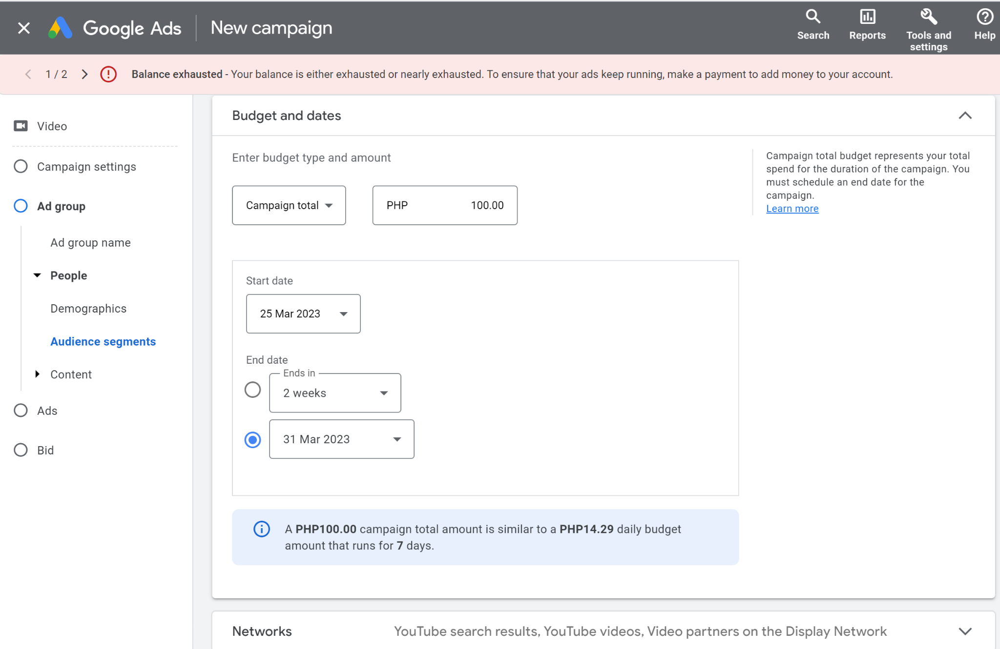 Google Ads
New campaign
Search
Reports
Tools and
settings
Help
1 / 2
Balance exhausted - Your balance is either exhausted or nearly exhausted. To ensure that your ads keep running, make a payment to add money to your account.
Video
Campaign settings
Ad group
Ad group name
People
Demographics
Audience segments
Content
Ads
Bid
Budget and dates
Enter budget type and amount
Campaign total
PHP 100.00
Campaign total budget represents your total
spend for the duration of the campaign. You
must schedule an end date for the
campaign.
Learn more
Start date
25 Mar 2023
End date
Ends in
2 weeks
31 Mar 2023
A PHP100.00 campaign total amount is similar to a PHP14.29 daily budget
amount that runs for 7 days.
Networks
YouTube search results, YouTube videos, Video partners on the Display Network